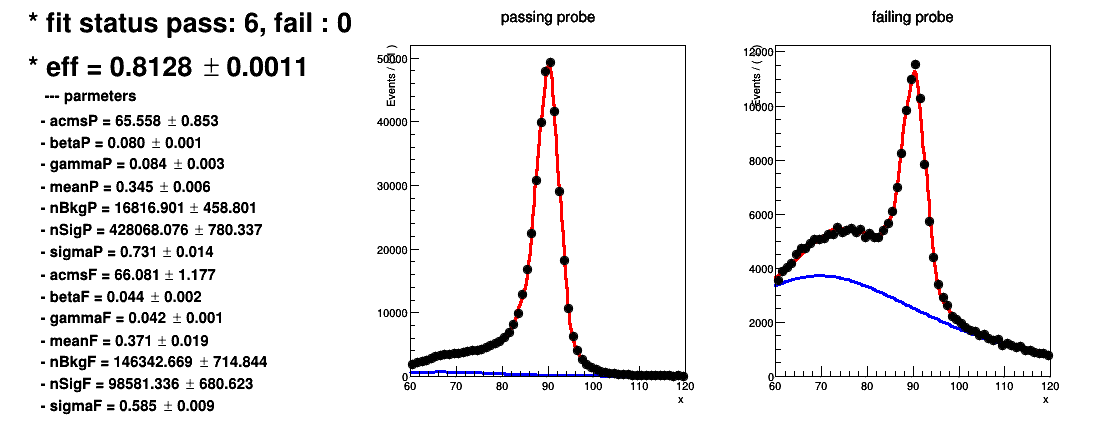 * fit status pass: 6, fail : 0
* eff = 0.8128 ± 0.0011
--- parmeters
- acmsP = 65.558 ± 0.853
- betaP = 0.080 ± 0.001
- gammaP = 0.084 ± 0.003
- meanP = 0.345 ± 0.006
- nBkgP = 16816.901 ± 458.801
- nSigP = 428068.076 ± 780.337
- sigmaP = 0.731 ± 0.014
- acmsF = 66.081 ± 1.177
- betaF = 0.044 ± 0.002
- gammaF = 0.042 ± 0.001
- meanF = 0.371 ± 0.019
- nBkgF = 146342.669 ± 714.844
- nSigF = 98581.336 ± 680.623
- sigmaF = 0.585 ± 0.009
passing probe
Events / (
50000
40000
30000
20000
10000
0
60 70 80 90 100 110 120
x
failing probe
Events / (
12000
10000
8000
6000
4000
2000
0
60 70 80 90 100 110 120
x